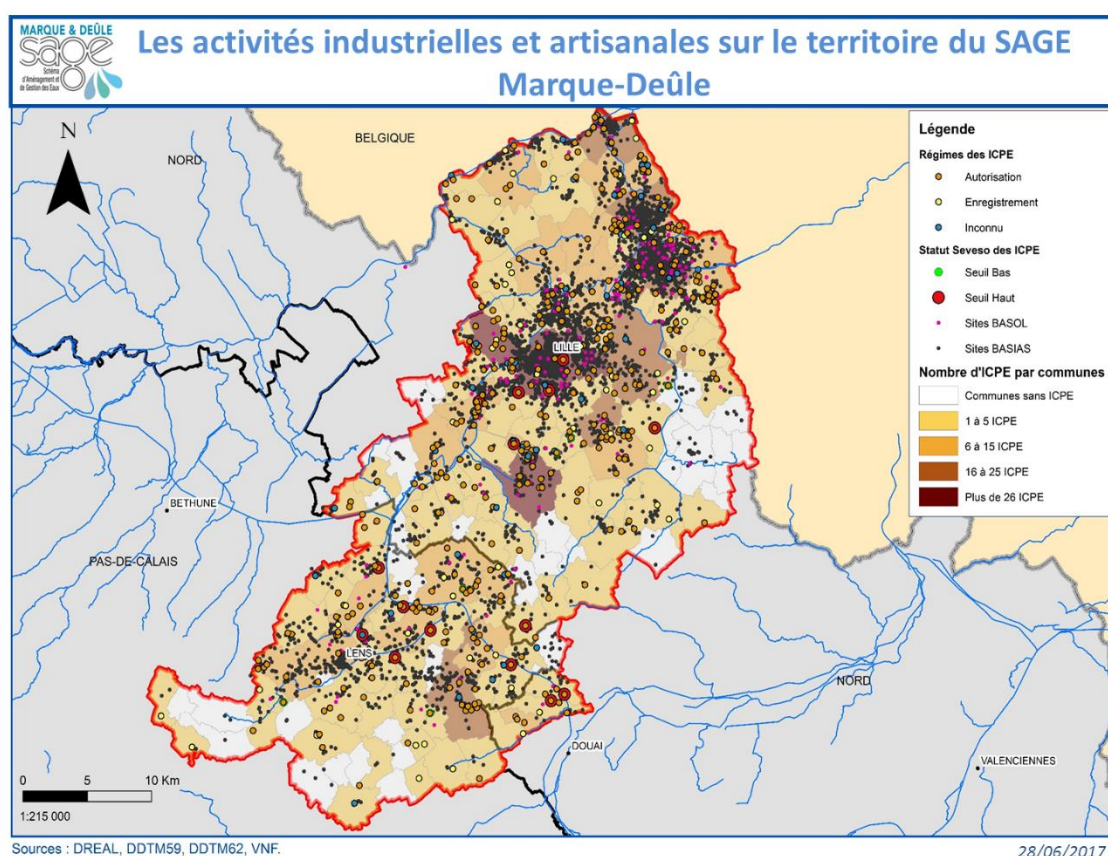 MARQUE & DEÛLE
sage
Schéma
d'Aménagement et
de Gestion des Eaux
Les activités industrielles et artisanales sur le territoire du SAGE
Marque-Deûle
N
NORD
BELGIQUE
LILLE
BETHUNE
PAS-DE-CALAIS
LENS
NORD
DOUAI
VALENCIENNES
0 5 10 Km
1:215 000
Légende
Régimes des ICPE
Autorisation
Enregistrement
Inconnu
Statut Seveso des ICPE
Seuil Bas
Seuil Haut
Sites BASOL
Sites BASIAS
Nombre d'ICPE par communes
Communes sans ICPE
1 à 5 ICPE
6 à 15 ICPE
16 à 25 ICPE
Plus de 26 ICPE
Sources : DREAL, DDTM59, DDTM62, VNF.
28/06/2017